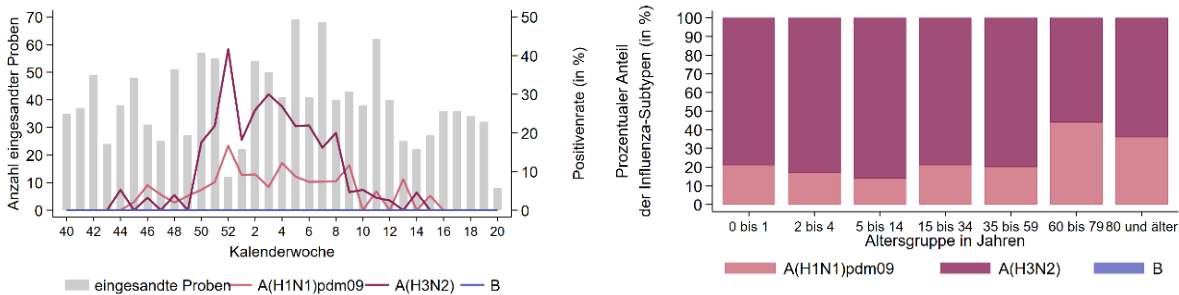 Anzahl eingesandter Proben
70
60
50
40
30
20
10
0
50
40
30
20
10
0
Positivenrate (in %)
40 42 44 46 48 50 52 2 4 6 8 10 12 14 16 18 20
Kalenderwoche
eingesandte Proben A(H1N1)pdm09 A(H3N2) B
Prozentualer Anteil
der Influenza-Subtypen (in %)
100
90
80
70
60
50
40
30
20
10
0
0 bis 1 2 bis 4 5 bis 14 15 bis 34 35 bis 59 60 bis 79 80 und älter
Altersgruppe in Jahren
A(H1N1)pdm09 A(H3N2) B